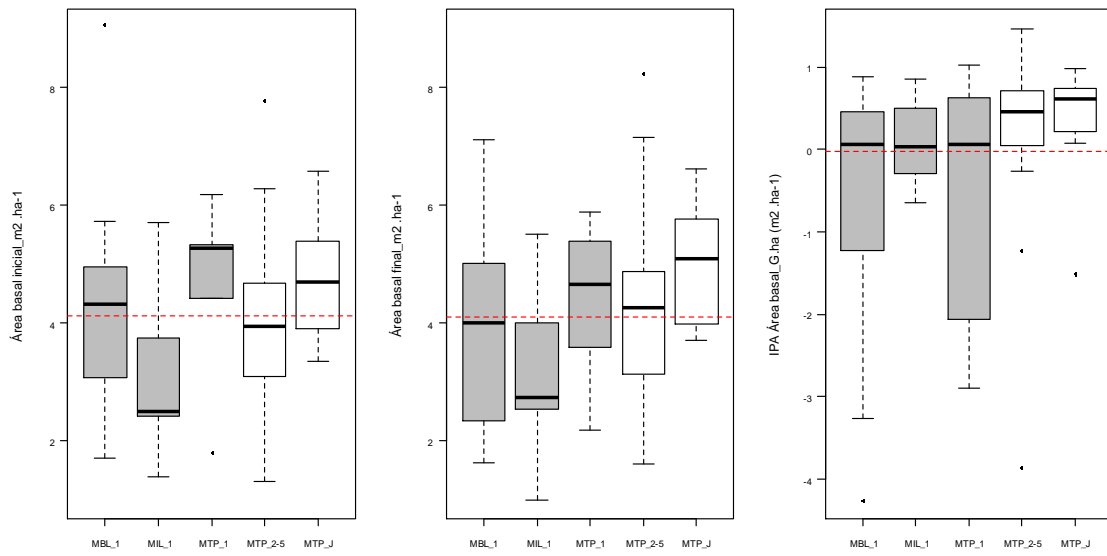 Área basal inicial_m2 .ha-1
8
6
4
2
MBL_1 MIL_1 MTP_1 MTP_2-5 MTP_J
Área basal final_m2 .ha-1
8
6
4
2
MBL_1 MIL_1 MTP_1 MTP_2-5 MTP_J
IPA Área basal_G.ha (m2 .ha-1)
1
0
-1
-2
-3
-4
MBL_1 MIL_1 MTP_1 MTP_2-5 MTP_J